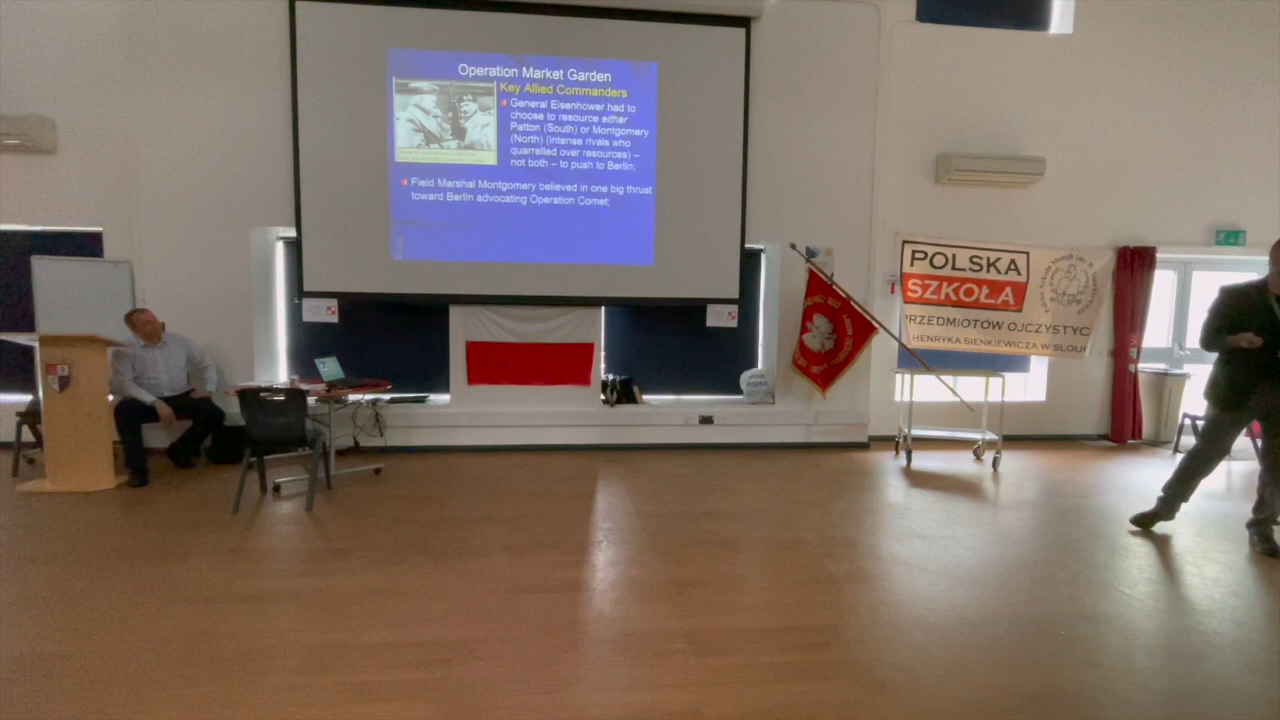 Operation Market Garden
Key Allied Commanders
General Eisenhower had to
choose to resource either
Patton (South) or Montgomery
(North) (intense rivals who
quarrelled over resources) –
not both – to push to Berlin;
Field Marshal Montgomery believed in one big thrust
toward Berlin advocating Operation Comet;
POLSKA
SZKOŁA
PRZEDMIOTÓW OJCZYSTYC
HENRYKA SIENKIEWICZA W SLOUG